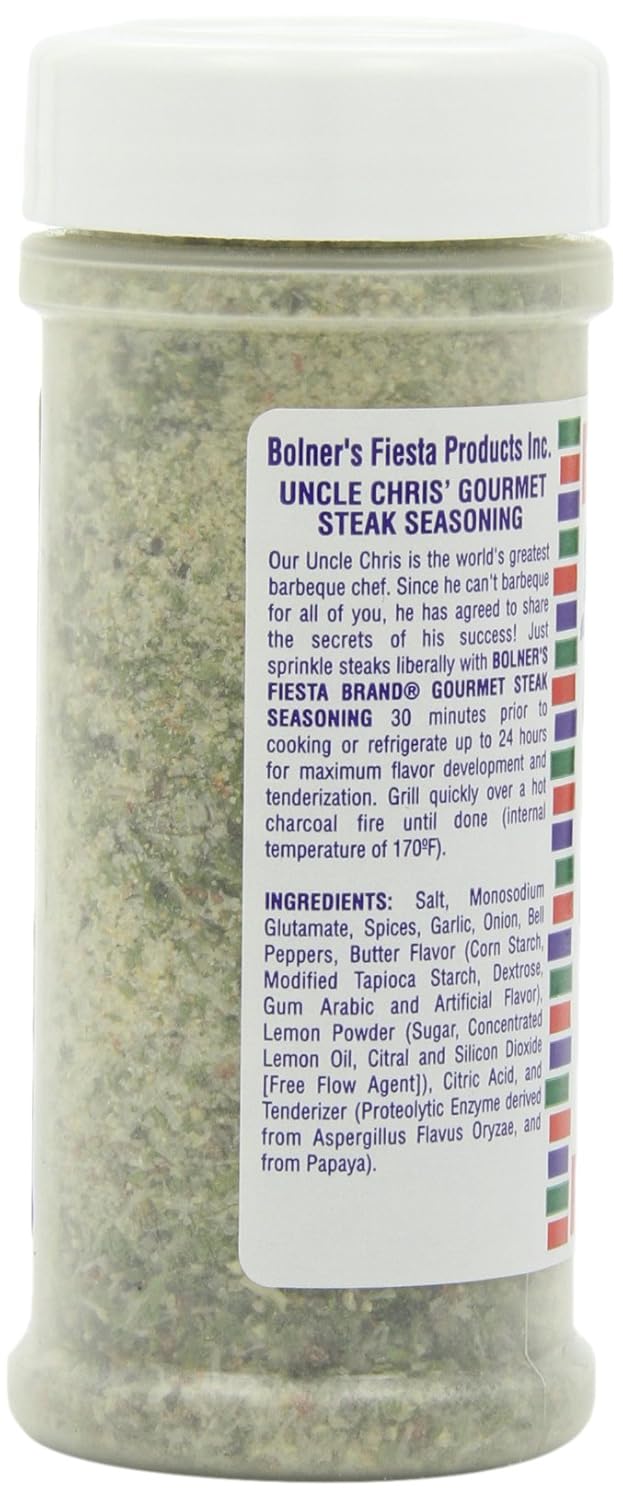 Bolner's Fiesta Products Inc.
UNCLE CHRIS' GOURMET
STEAK SEASONING
Our Uncle Chris is the world's greatest
barbeque chef. Since he can't barbeque
for all of you, he has agreed to share
the secrets of his success! Just
sprinkle steaks liberally with BOLNER'S
FIESTA BRAND® GOURMET STEAK
SEASONING 30 minutes prior to
cooking or refrigerate up to 24 hours
for maximum flavor development and
tenderization. Grill quickly over a hot
charcoal fire until done (internal
temperature of 170ºF).
INGREDIENTS: Salt, Monosodium
Glutamate, Spices, Garlic, Onion, Bell
Peppers, Butter Flavor (Corn Starch,
Modified Tapioca Starch, Dextrose,
Gum Arabic and Artificial Flavor),
Lemon Powder (Sugar, Concentrated
Lemon Oil, Citral and Silicon Dioxide
[Free Flow Agent]), Citric Acid, and
Tenderizer (Proteolytic Enzyme derived
from Aspergillus Flavus Oryzae, and
from Papaya).